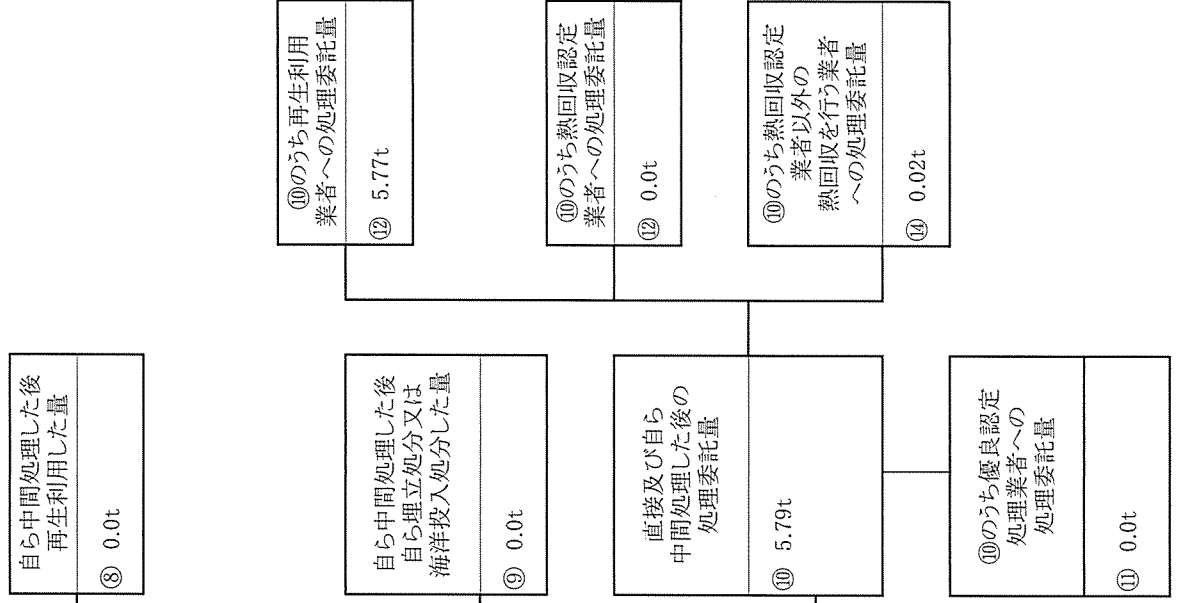 自ら中間処理した後
再生利用した量
⑧ 0.0t
自ら中間処理した後
自ら埋立処分又は
海洋投入処分した量
⑨ 0.0t
直接及び自ら
中間処理した後の
処理委託量
⑩ 5.79t
⑩のうち優良認定
処理業者への
処理委託量
⑪ 0.0t
⑩のうち再生利用
業者への処理委託量
⑫ 5.77t
⑩のうち熱回収認定
業者への処理委託量
⑫ 0.0t
⑩のうち熱回収認定
業者以外の
熱回収を行う業者
への処理委託量
⑭ 0.02t